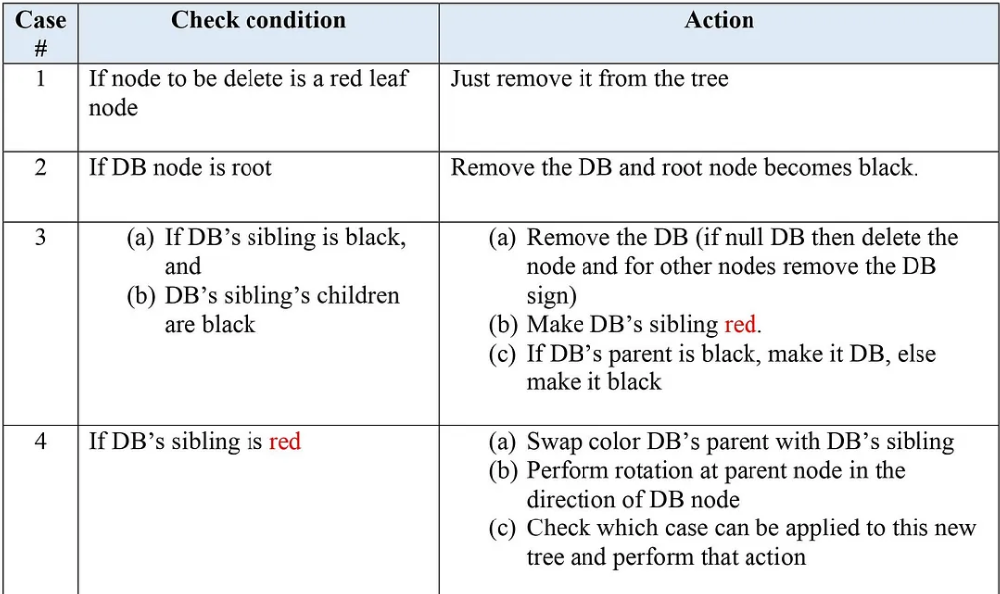 Case
#
Check condition
Action
1
If node to be delete is a red leaf
node
Just remove it from the tree
2
If DB node is root
Remove the DB and root node becomes black.
3
(a) If DB’s sibling is black,
and
(b) DB’s sibling’s children
are black
(a) Remove the DB (if null DB then delete the
node and for other nodes remove the DB
sign)
(b) Make DB’s sibling red.
(c) If DB’s parent is black, make it DB, else
make it black
4
If DB’s sibling is red
(a) Swap color DB’s parent with DB’s sibling
(b) Perform rotation at parent node in the
direction of DB node
(c) Check which case can be applied to this new
tree and perform that action